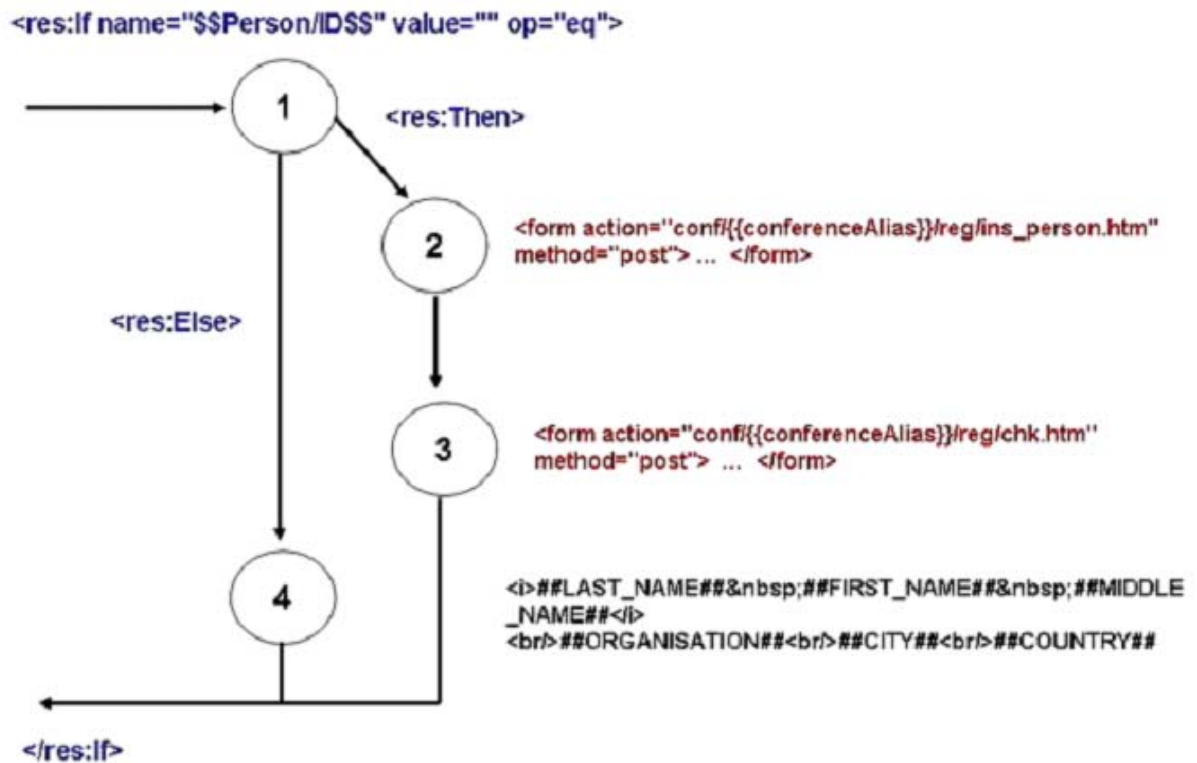 <res:If name="$$Person/ID$$" value="" op="eq">
1
<res:Then>
2
<form action="conf/{{conferenceAlias}}/reg/ins_person.htm"
method="post"> ... </form>
<res:Else>
3
<form action="conf/{{conferenceAlias}}/reg/chk.htm"
method="post"> ... </form>
4
<i>##LAST_NAME##&nbsp;##FIRST_NAME##&nbsp;##MIDDLE
_NAME##</i>
<br/>##ORGANISATION##<br/>##CITY##<br/>##COUNTRY##
</res:If>